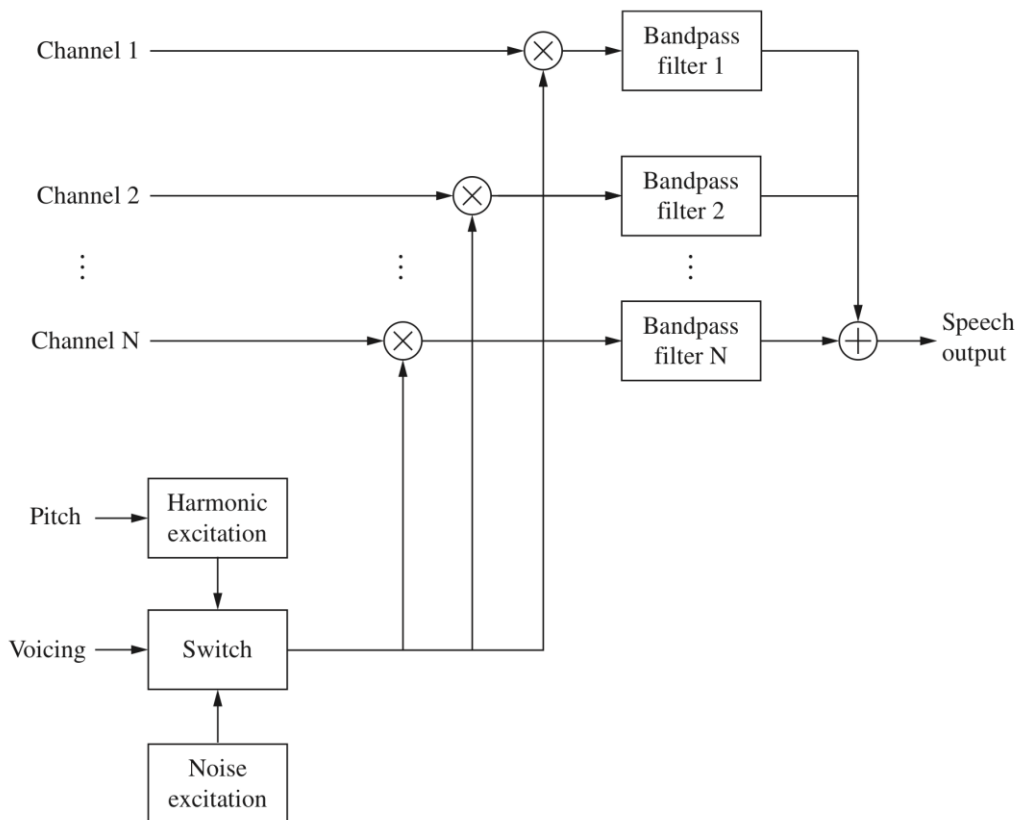 Channel 1
Bandpass
filter 1
Channel 2
Bandpass
filter 2
Channel N
Bandpass
filter N
Speech
output
Pitch
Harmonic
excitation
Voicing
Switch
Noise
excitation